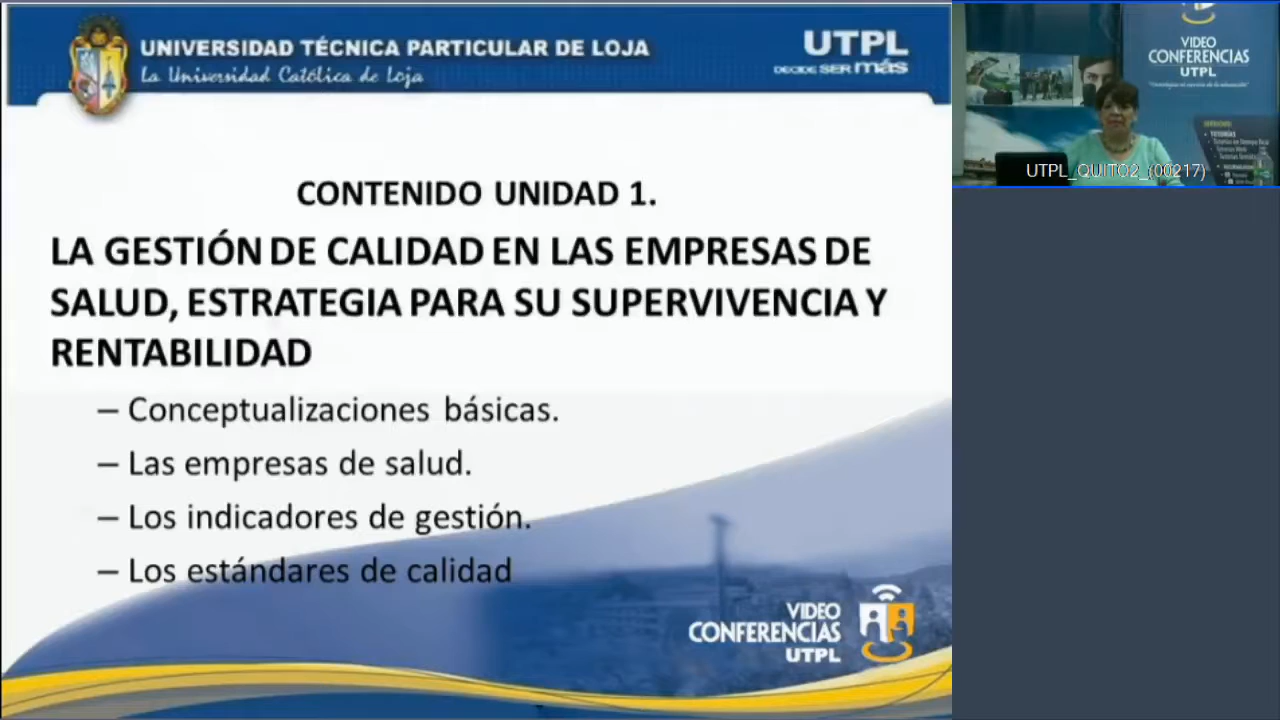 UNIVERSIDAD TÉCNICA PARTICULAR DE LOJA
La Universidad Católica de Loja
UTPL
DECIDE SER más
CONTENIDO UNIDAD 1.
LA GESTIÓN DE CALIDAD EN LAS EMPRESAS DE
SALUD, ESTRATEGIA PARA SU SUPERVIVENCIA Y
RENTABILIDAD
– Conceptualizaciones básicas.
– Las empresas de salud.
– Los indicadores de gestión.
– Los estándares de calidad
VIDEO
CONFERENCIAS
UTPL
VIDEO
CONFERENCIAS
UTPL
TUTORÍAS
UTPL_QUITO2_(00217)